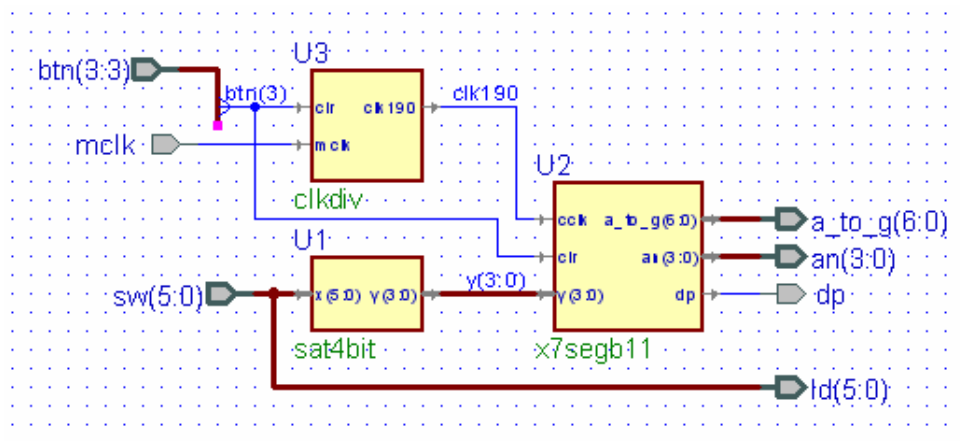 btn(3:3)
btn(3)
mclk
U3
clr
clk190
mclk
clkdiv
clk190
U2
cclk
a_to_g(6:0)
clr
an(3:0)
y(3:0)
dp
x7segb11
a_to_g(6:0)
an(3:0)
dp
U1
sw(5:0)
x(5:0)
y(3:0)
sat4bit
y(3:0)
ld(5:0)